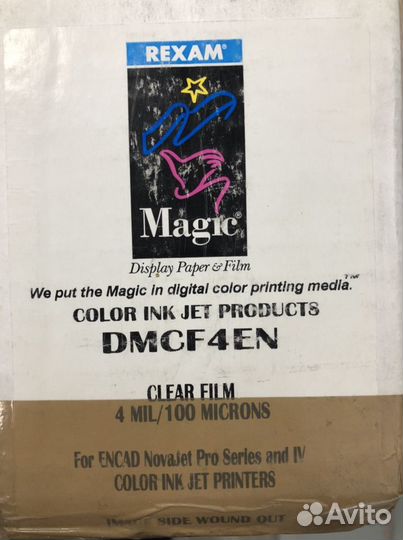 REXAM®
Magic®
Display Paper & Film
We put the Magic in digital color printing media.™
COLOR INK JET PRODUCTS
DMCF4EN
CLEAR FILM
4 MIL/100 MICRONS
For ENCAD NovaJet Pro Series and IV
COLOR INK JET PRINTERS
IMAGE SIDE WOUND OUT
Avito